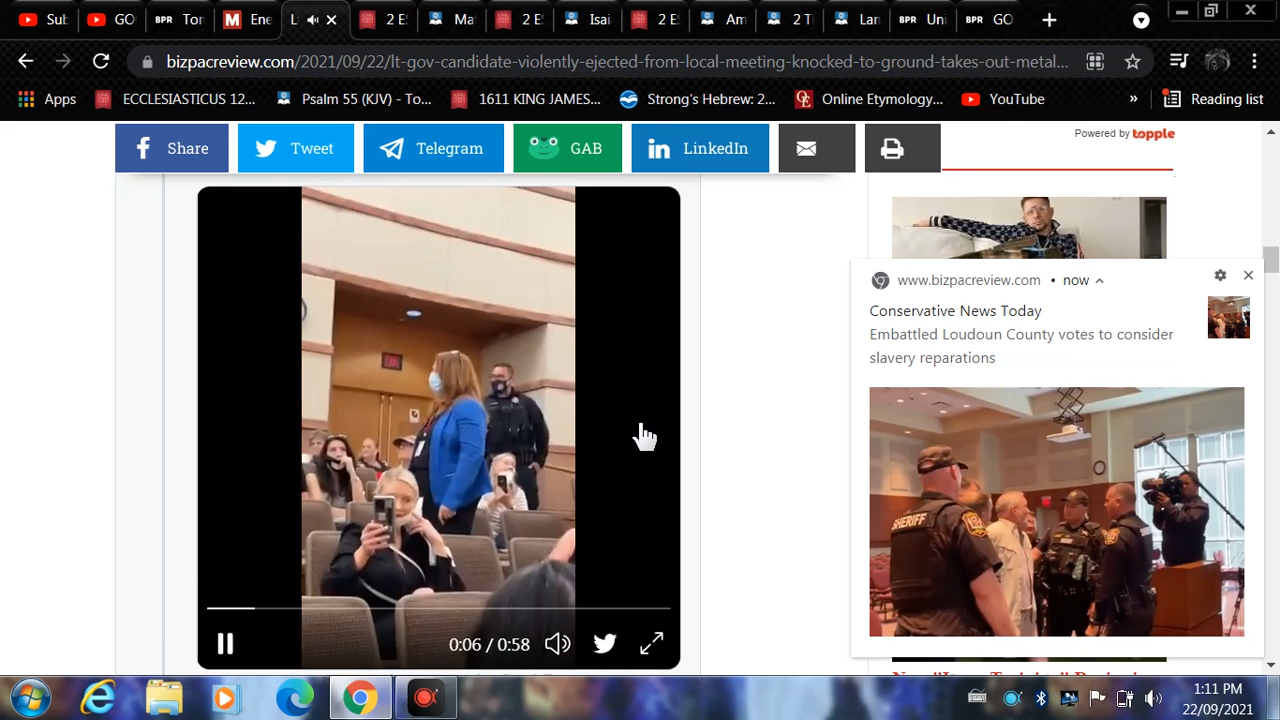 Sub
GO
BPR Tor
Ene
L
2 E
Ma
2 E
Isai
2 E
Am
2 T
Lan
BPR Uni
BPR GO
bizpacreview.com/2021/09/22/lt-gov-candidate-violently-ejected-from-local-meeting-knocked-to-ground-takes-out-metal...
Apps
ECCLESIASTICUS 12...
Psalm 55 (KJV) - To...
1611 KING JAMES...
Strong's Hebrew: 2...
Online Etymology...
YouTube
»
Reading list
Share
Tweet
Telegram
GAB
LinkedIn
Powered by topple
www.bizpacreview.com • now
Conservative News Today
Embattled Loudoun County votes to consider
slavery reparations
SHERIFF
0:06 / 0:58
1:11 PM
22/09/2021